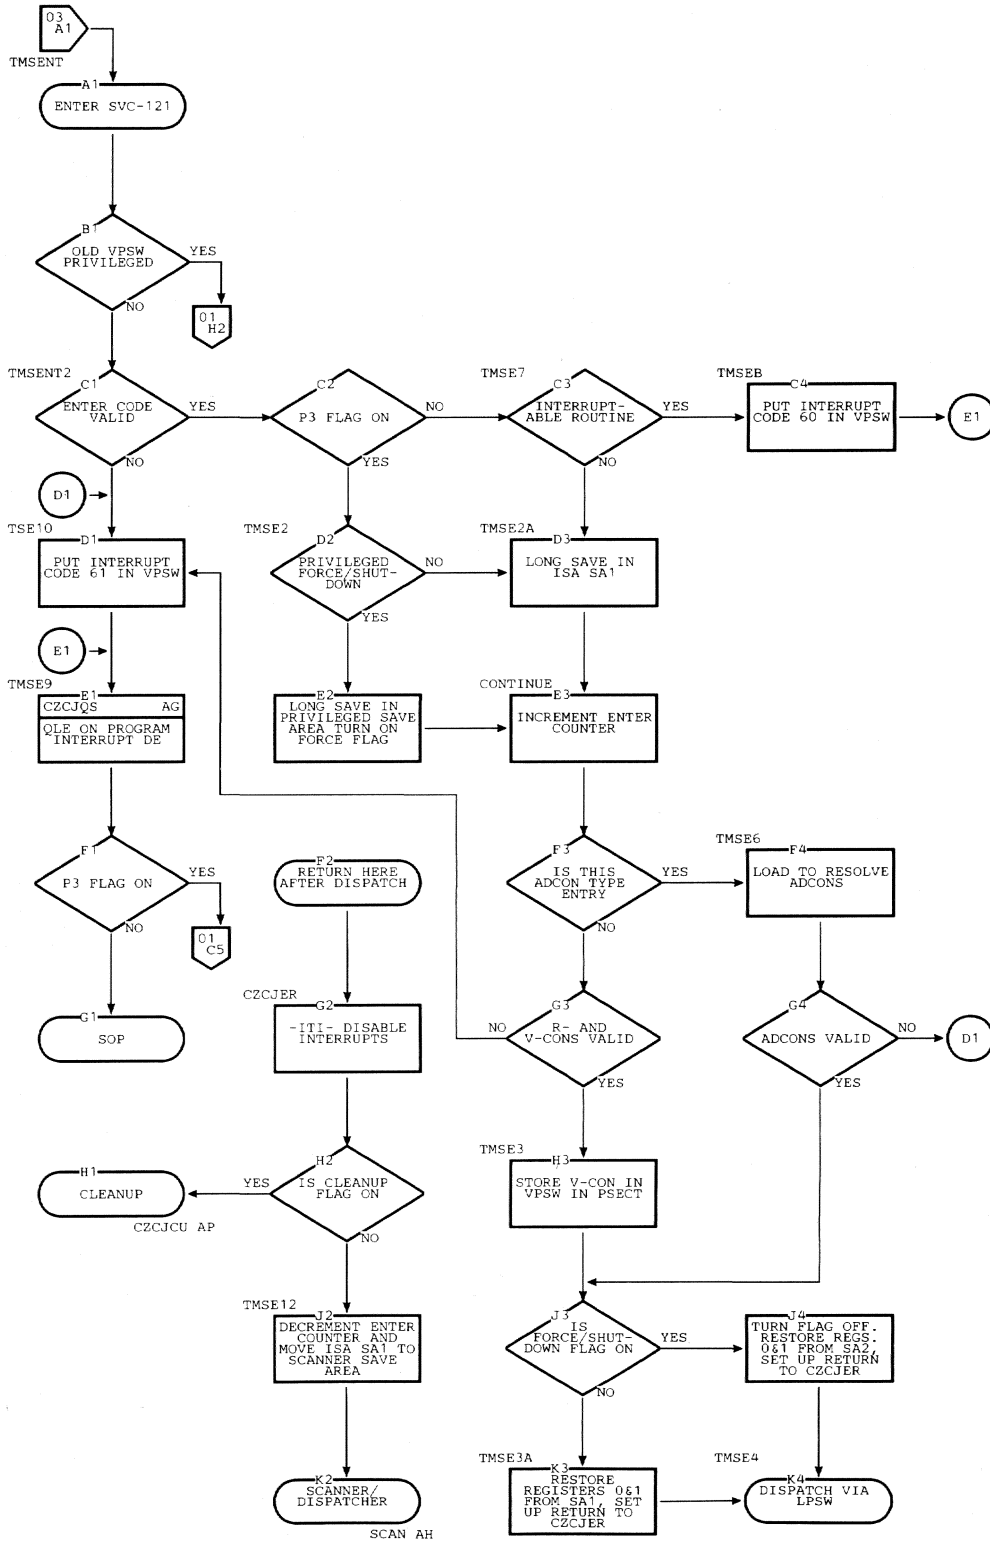 03
A1
TMSENT
A1
ENTER SVC-121
B1
OLD VPSW
PRIVILEGED
YES
NO
01
H2
TMSENT2
C1
ENTER CODE
VALID
YES
NO
C2
P3 FLAG ON
NO
YES
TMSE7
C3
INTERRUPT-
ABLE ROUTINE
YES
NO
TMSEB
C4
PUT INTERRUPT
CODE 60 IN VPSW
E1
D1
TSE10
D1
PUT INTERRUPT
CODE 61 IN VPSW
TMSE2
D2
PRIVILEGED
FORCE/SHUT-
DOWN
NO
YES
TMSE2A
D3
LONG SAVE IN
ISA SA1
E1
TMSE9
E1
CZCJQS AG
QLE ON PROGRAM
INTERRUPT DE
E2
LONG SAVE IN
PRIVILEGED SAVE
AREA TURN ON
FORCE FLAG
CONTINUE
E3
INCREMENT ENTER
COUNTER
F1
P3 FLAG ON
YES
NO
01
C5
F2
RETURN HERE
AFTER DISPATCH
F3
IS THIS
ADCON TYPE
ENTRY
YES
NO
TMSE6
F4
LOAD TO RESOLVE
ADCONS
G1
SOP
CZCJER
G2
-ITI- DISABLE
INTERRUPTS
G3
R- AND
V-CONS VALID
NO
YES
G4
ADCONS VALID
NO
YES
D1
H1
CLEANUP
CZCJCU AP
H2
IS CLEANUP
FLAG ON
YES
NO
TMSE3
H3
STORE V-CON IN
VPSW IN PSECT
TMSE12
J2
DECREMENT ENTER
COUNTER AND
MOVE ISA SA1 TO
SCANNER SAVE
AREA
J3
IS
FORCE/SHUT-
DOWN FLAG ON
YES
NO
J4
TURN FLAG OFF.
RESTORE REGS.
0&1 FROM SA2,
SET UP RETURN
TO CZCJER
K2
SCANNER/
DISPATCHER
SCAN AH
TMSE3A
K3
RESTORE
REGISTERS 0&1
FROM SA1, SET
UP RETURN TO
CZCJER
TMSE4
K4
DISPATCH VIA
LPSW